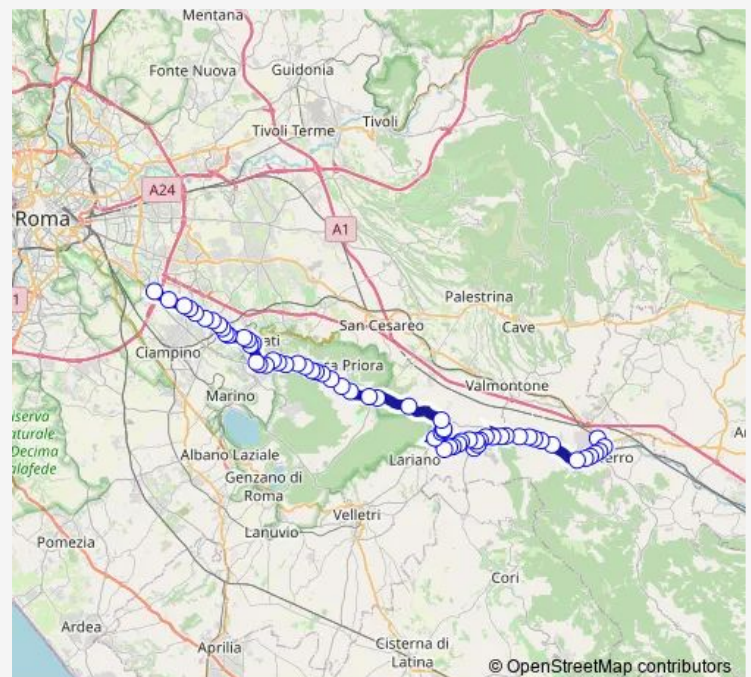 Mentana
Fonte Nuova
Guidonia
Tivoli Terme
Tivoli
A24
Roma
A1
Palestrina
San Cesareo
Cave
Ciampino
Valmontone
Marino
Albano Laziale
Lariano
Genzano di
Roma
Velletri
Lanuvio
Pomezia
Cori
Ardea
Aprilia
Cisterna di
Latina
© OpenStreetMap contributors